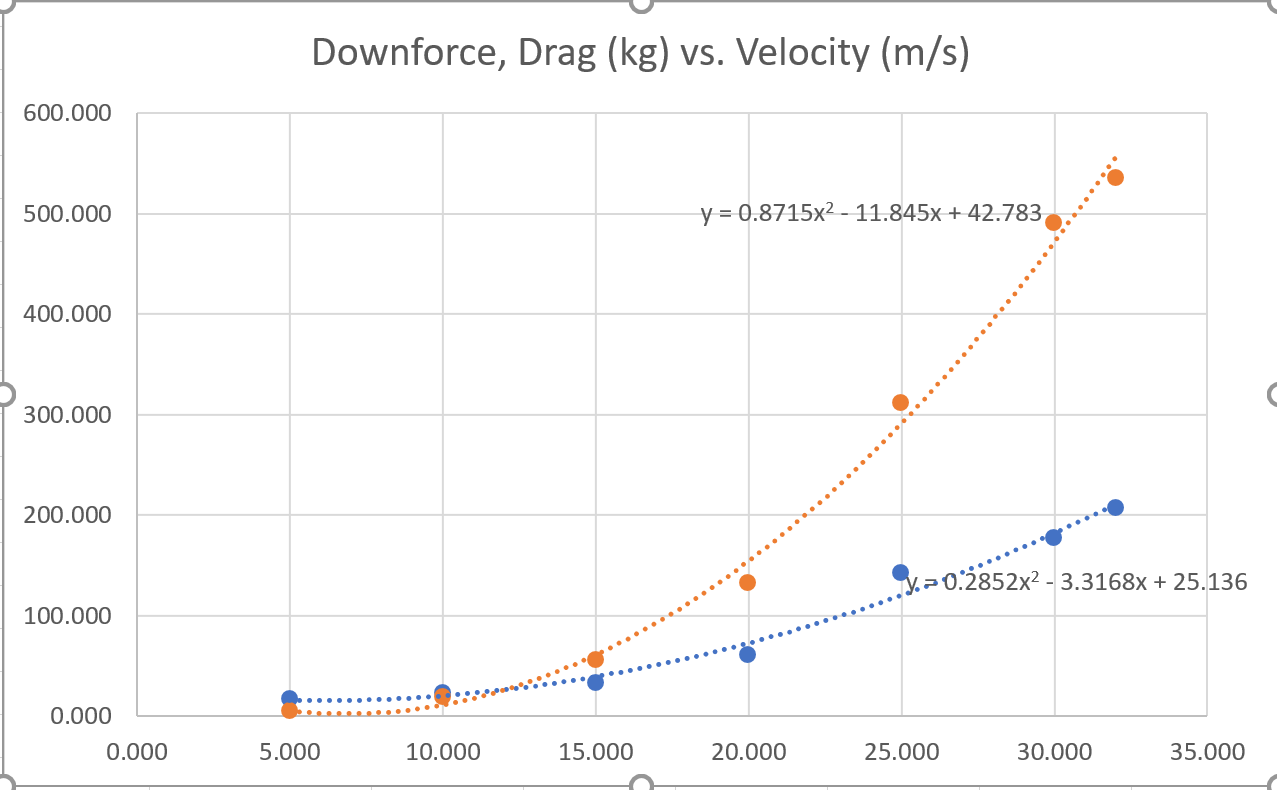 Downforce, Drag (kg) vs. Velocity (m/s)
600.000
500.000
y = 0.8715x² - 11.845x + 42.783
400.000
300.000
200.000
y = 0.2852x² - 3.3168x + 25.136
100.000
0.000
0.000 5.000 10.000 15.000 20.000 25.000 30.000 35.000